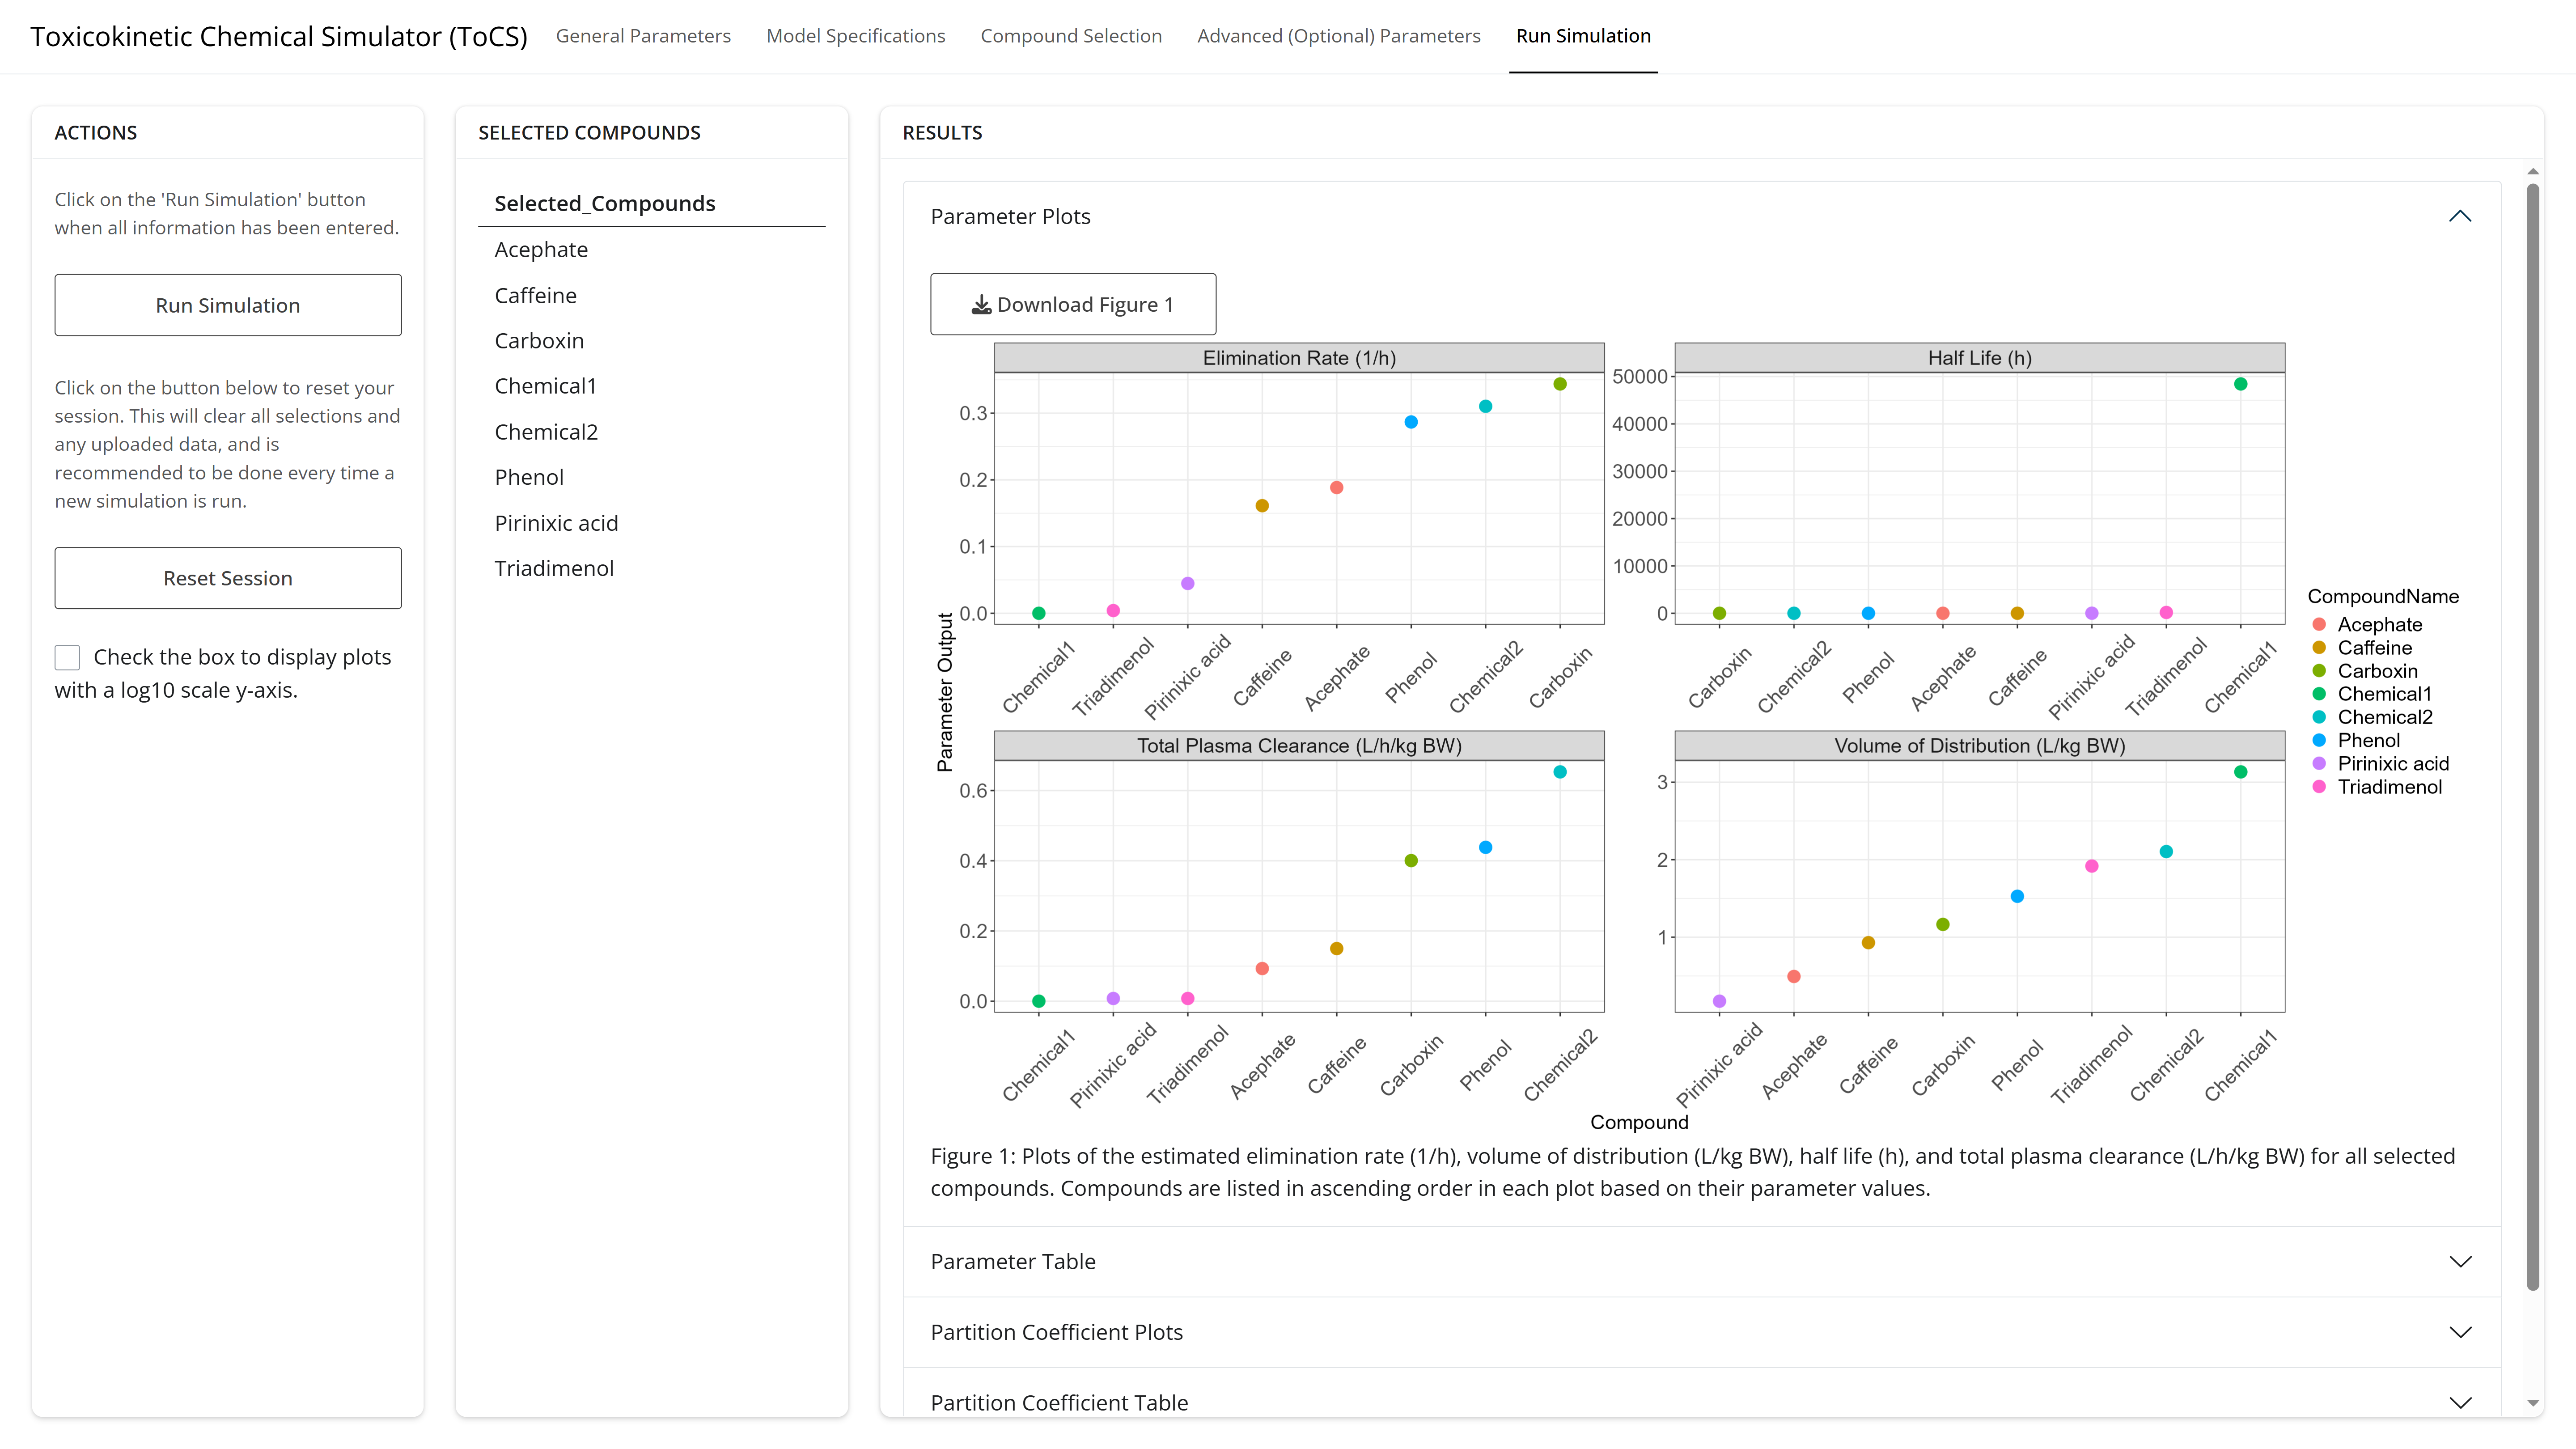 Toxicokinetic Chemical Simulator (ToCS)
General Parameters
Model Specifications
Compound Selection
Advanced (Optional) Parameters
Run Simulation
ACTIONS
Click on the 'Run Simulation' button
when all information has been entered.
Run Simulation
Click on the button below to reset your
session. This will clear all selections and
any uploaded data, and is
recommended to be done every time a
new simulation is run.
Reset Session
Check the box to display plots
with a log10 scale y-axis.
SELECTED COMPOUNDS
Selected_Compounds
Acephate
Caffeine
Carboxin
Chemical1
Chemical2
Phenol
Pirinixic acid
Triadimenol
RESULTS
Parameter Plots
Download Figure 1
Parameter Output
Elimination Rate (1/h)
0.3
0.2
0.1
0.0
Chemical1
Triadimenol
Pirinixic acid
Caffeine
Acephate
Phenol
Chemical2
Carboxin
Half Life (h)
50000
40000
30000
20000
10000
0
Carboxin
Chemical2
Phenol
Acephate
Caffeine
Pirinixic acid
Triadimenol
Chemical1
Total Plasma Clearance (L/h/kg BW)
0.6
0.4
0.2
0.0
Chemical1
Pirinixic acid
Triadimenol
Acephate
Caffeine
Carboxin
Phenol
Chemical2
Volume of Distribution (L/kg BW)
3
2
1
Pirinixic acid
Acephate
Caffeine
Carboxin
Phenol
Triadimenol
Chemical2
Chemical1
Compound
CompoundName
Acephate
Caffeine
Carboxin
Chemical1
Chemical2
Phenol
Pirinixic acid
Triadimenol
Figure 1: Plots of the estimated elimination rate (1/h), volume of distribution (L/kg BW), half life (h), and total plasma clearance (L/h/kg BW) for all selected
compounds. Compounds are listed in ascending order in each plot based on their parameter values.
Parameter Table
Partition Coefficient Plots
Partition Coefficient Table